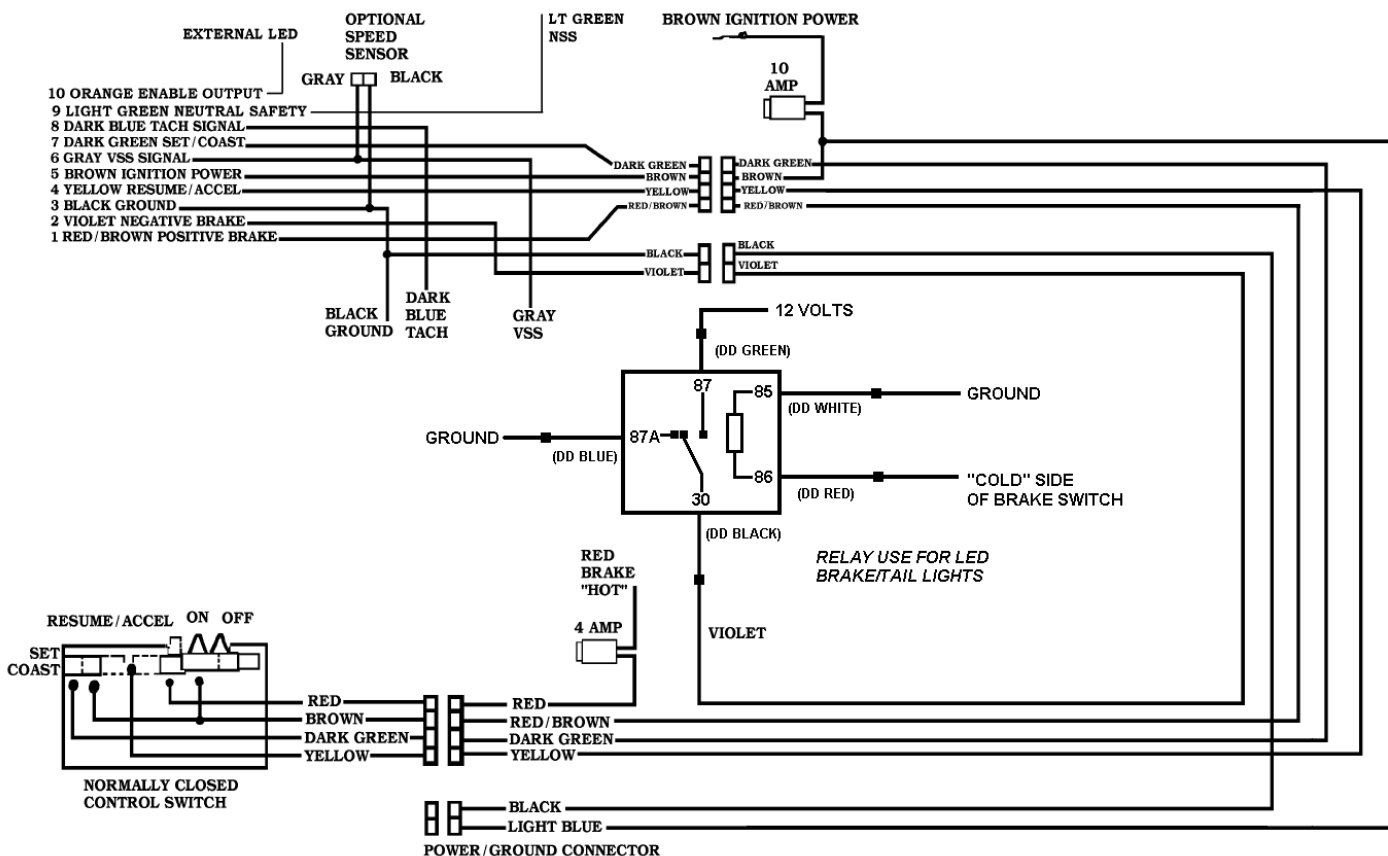 EXTERNAL LED
OPTIONAL
SPEED
SENSOR
LT GREEN
NSS
BROWN IGNITION POWER
GRAY
BLACK
10
AMP
10 ORANGE ENABLE OUTPUT
9 LIGHT GREEN NEUTRAL SAFETY
8 DARK BLUE TACH SIGNAL
7 DARK GREEN SET/COAST
6 GRAY VSS SIGNAL
5 BROWN IGNITION POWER
4 YELLOW RESUME/ACCEL
3 BLACK GROUND
2 VIOLET NEGATIVE BRAKE
1 RED/BROWN POSITIVE BRAKE
DARK GREEN
BROWN
YELLOW
RED/BROWN
DARK GREEN
BROWN
YELLOW
RED/BROWN
BLACK
VIOLET
BLACK
VIOLET
BLACK
GROUND
DARK
BLUE
TACH
GRAY
VSS
12 VOLTS
(DD GREEN)
87
85
(DD WHITE)
GROUND
GROUND
(DD BLUE)
87A
86
(DD RED)
"COLD" SIDE
OF BRAKE SWITCH
30
(DD BLACK)
RELAY USE FOR LED
BRAKE/TAIL LIGHTS
RED
BRAKE
"HOT"
4 AMP
VIOLET
RESUME/ACCEL
ON
OFF
SET
COAST
RED
BROWN
DARK GREEN
YELLOW
RED
RED/BROWN
DARK GREEN
YELLOW
NORMALLY CLOSED
CONTROL SWITCH
BLACK
LIGHT BLUE
POWER/GROUND CONNECTOR